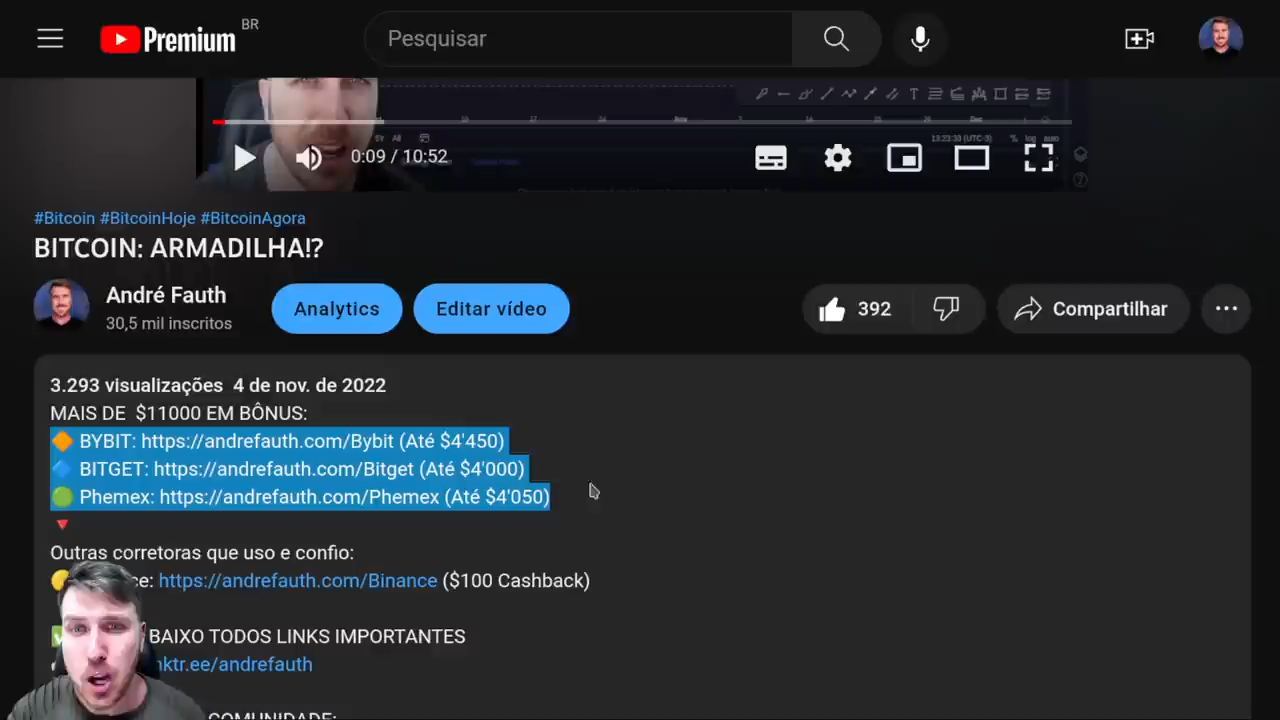 Premium BR
Pesquisar
0:09 / 10:52
#Bitcoin #BitcoinHoje #BitcoinAgora
BITCOIN: ARMADILHA!?
André Fauth
30,5 mil inscritos
Analytics
Editar vídeo
392
Compartilhar
3.293 visualizações 4 de nov. de 2022
MAIS DE $11000 EM BÔNUS:
BYBIT: https://andrefauth.com/Bybit (Até $4'450)
BITGET: https://andrefauth.com/Bitget (Até $4'000)
Phemex: https://andrefauth.com/Phemex (Até $4'050)
Outras corretoras que uso e confio:
ce: https://andrefauth.com/Binance ($100 Cashback)
BAIXO TODOS LINKS IMPORTANTES
nktr.ee/andrefauth
COMUNIDADE: